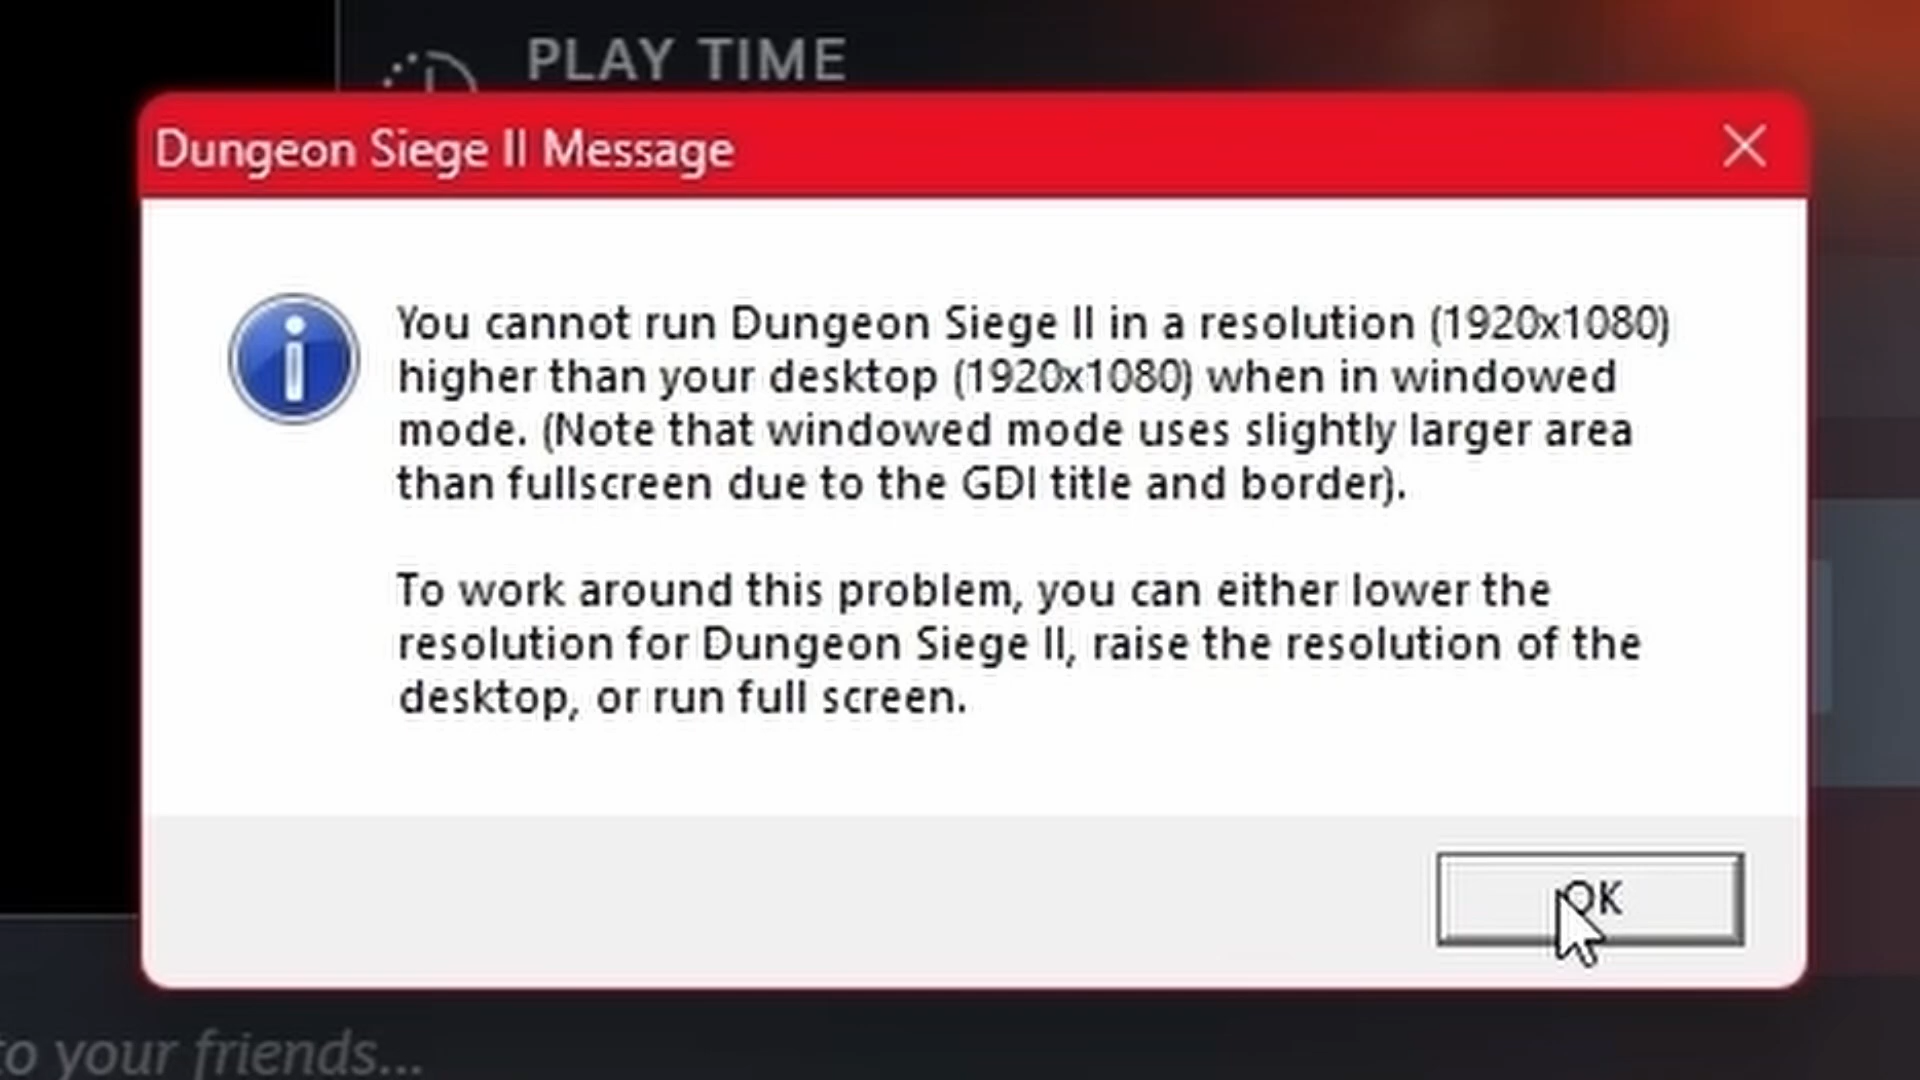 PLAY TIME
Dungeon Siege II Message
You cannot run Dungeon Siege II in a resolution (1920x1080)
higher than your desktop (1920x1080) when in windowed
mode. (Note that windowed mode uses slightly larger area
than fullscreen due to the GDI title and border).
To work around this problem, you can either lower the
resolution for Dungeon Siege II, raise the resolution of the
desktop, or run full screen.
OK
to your friends...